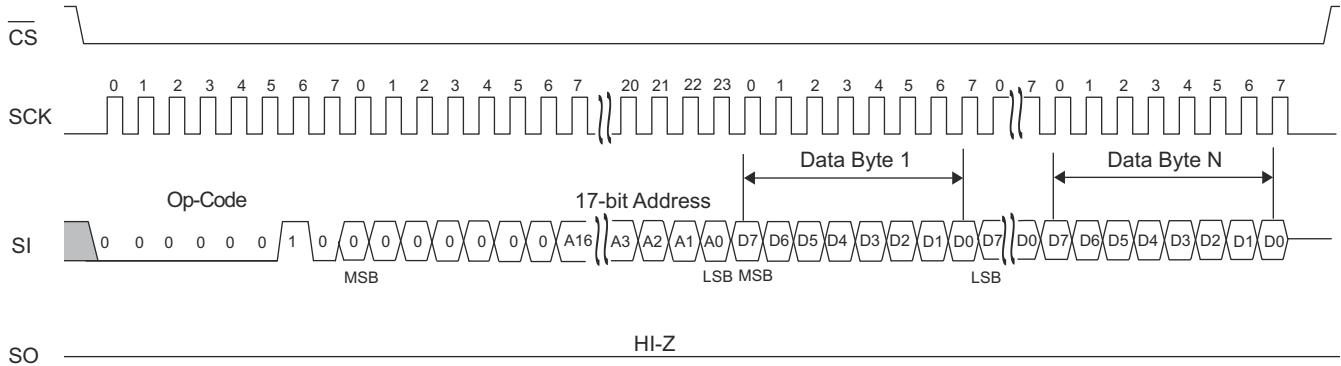 CS
0 1 2 3 4 5 6 7 0 1 2 3 4 5 6 7 20 21 22 23 0 1 2 3 4 5 6 7 0 7 0 1 2 3 4 5 6 7
SCK
Data Byte 1 Data Byte N
Op-Code 17-bit Address
SI 0 0 0 0 0 0 1 0 0 0 0 0 0 0 0 A16 A3 A2 A1 A0 D7 D6 D5 D4 D3 D2 D1 D0 D7 D0 D7 D6 D5 D4 D3 D2 D1 D0
MSB LSB MSB LSB
HI-Z
SO